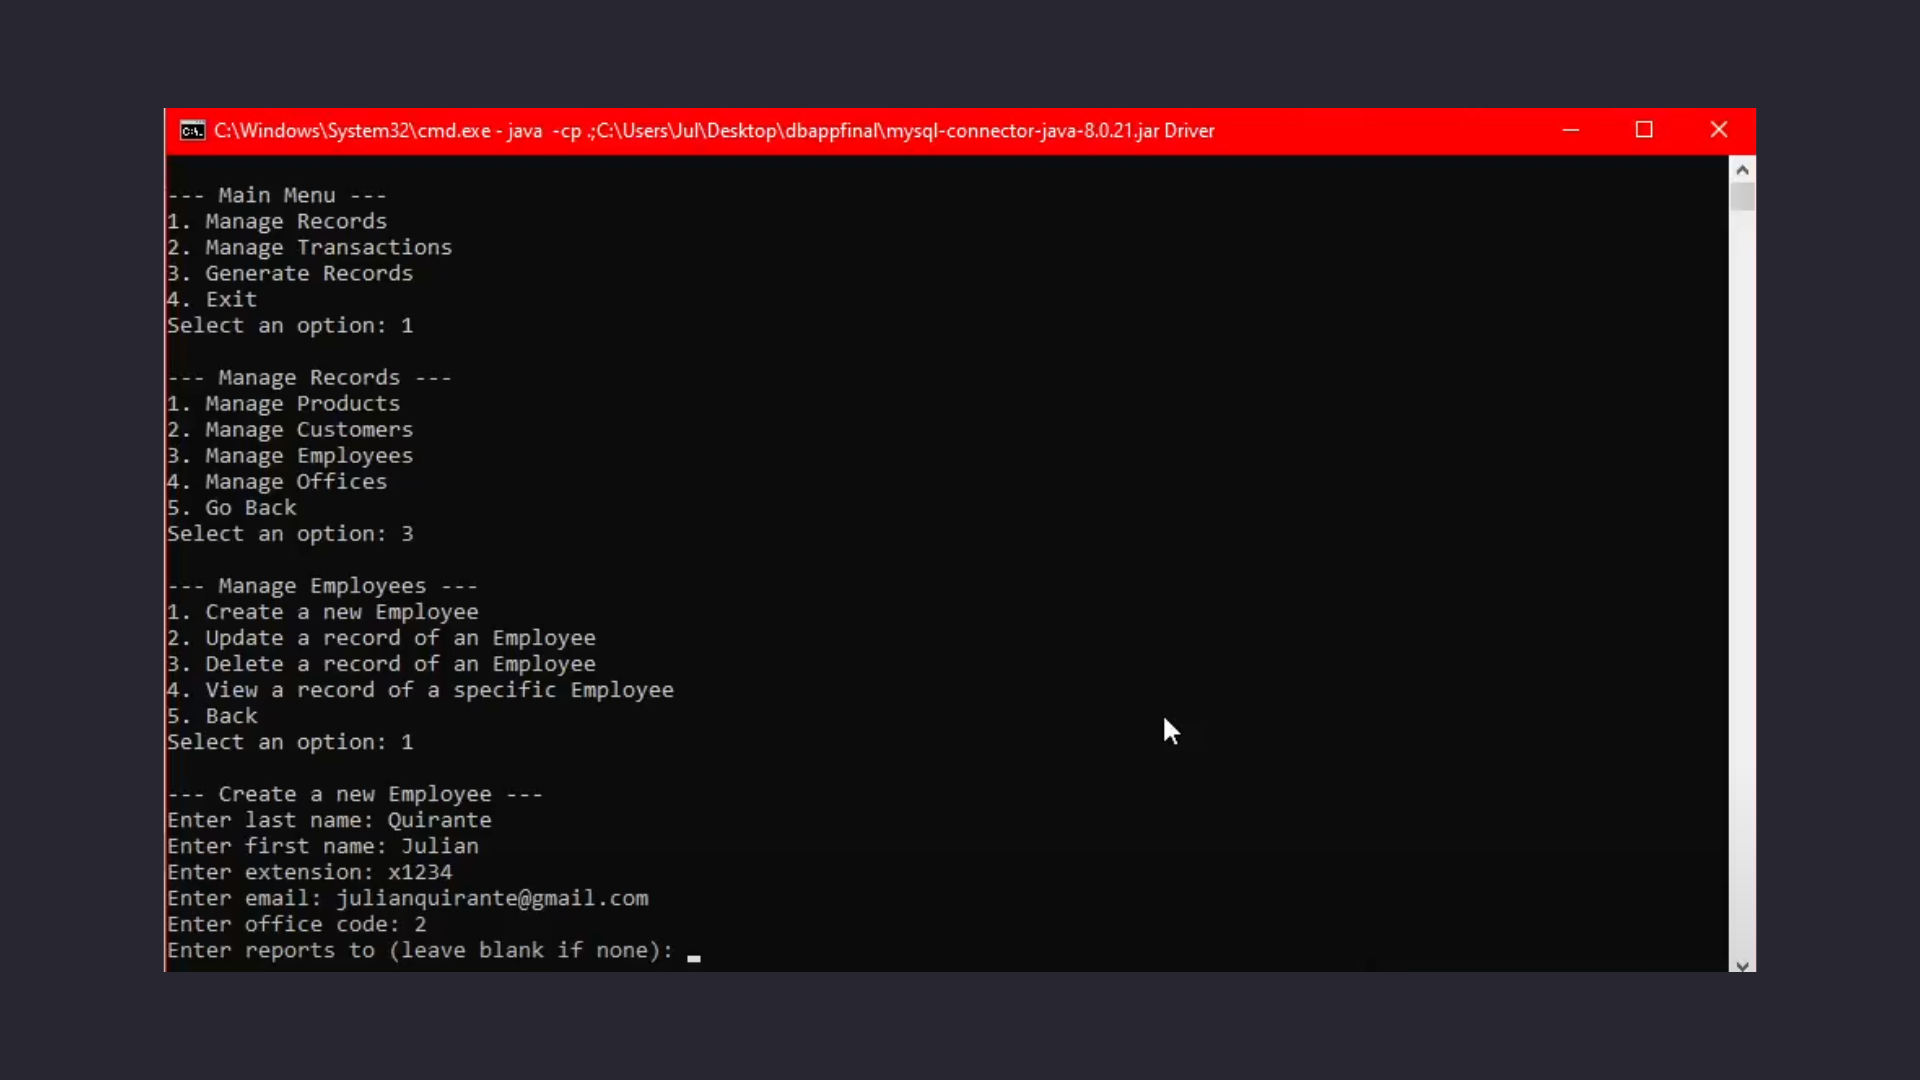 C:\Windows\System32\cmd.exe - java  -cp .;C:\Users\Jul\Desktop\dbappfinal\mysql-connector-java-8.0.21.jar Driver
--- Main Menu ---
1. Manage Records
2. Manage Transactions
3. Generate Records
4. Exit
Select an option: 1
--- Manage Records ---
1. Manage Products
2. Manage Customers
3. Manage Employees
4. Manage Offices
5. Go Back
Select an option: 3
--- Manage Employees ---
1. Create a new Employee
2. Update a record of an Employee
3. Delete a record of an Employee
4. View a record of a specific Employee
5. Back
Select an option: 1
--- Create a new Employee ---
Enter last name: Quirante
Enter first name: Julian
Enter extension: x1234
Enter email: julianquirante@gmail.com
Enter office code: 2
Enter reports to (leave blank if none):